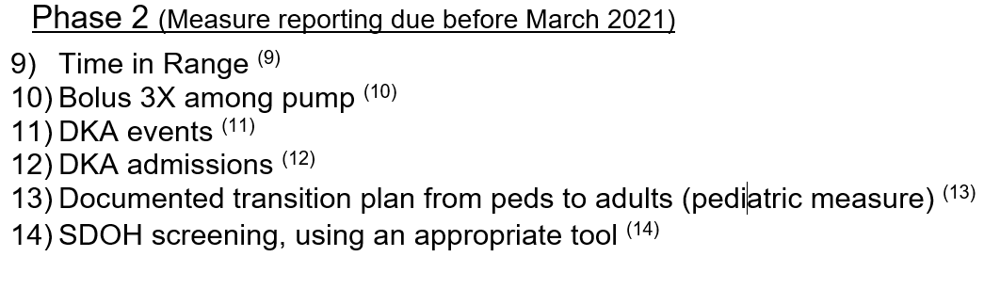 Phase 2 (Measure reporting due before March 2021)
9) Time in Range (9)
10) Bolus 3X among pump (10)
11) DKA events (11)
12) DKA admissions (12)
13) Documented transition plan from peds to adults (pediatric measure) (13)
14) SDOH screening, using an appropriate tool (14)